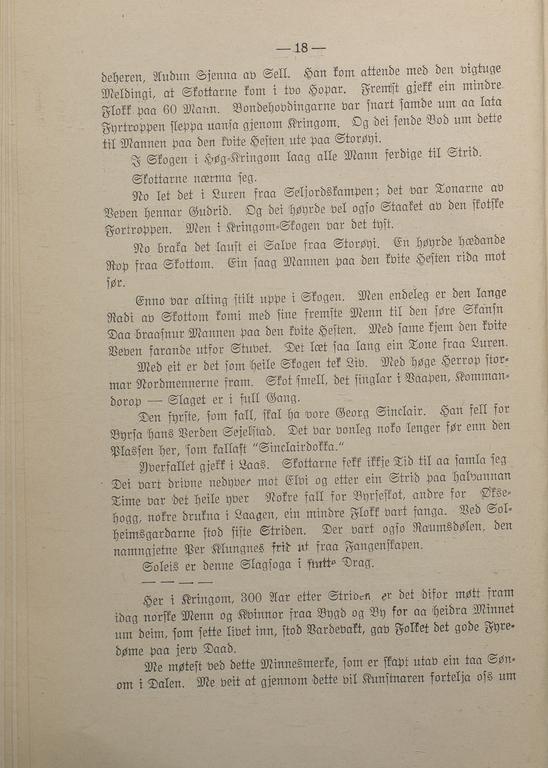 — 18 —
deheren, Audun Sjenna av Sell. Han kom attende med den vigtuge
Meldingi, at Skottarne kom i tvo Hopar. Fremst gjekk ein mindre
Flokk paa 60 Mann. Bondehovdingarne var snart samde um aa lata
Fyrtroppen sleppa uansa gjenom Kringom. Og dei sende Bod um dette
til Mannen paa den kvite Hesten ute paa Storøyi.
I Skogen i Høg-Kringom laag alle Mann ferdige til Strid.
Skottarne nærma seg.
No let det i Luren fraa Seljordskampen; det var Tonarne av
Veven hennar Gudrid. Og dei høyrde vel ogso Staaket av den skotske
Fortroppen. Men i Kringom-Skogen var det tyst.
No braka det laust ei Salve fraa Storøyi. En høyrde hædande
Rop fraa Skottom. Ein saag Mannen paa den kvite Hesten rida mot
sør.
Enno var alting stilt uppe i Skogen. Men endeleg er den lange
Radi av Skottom komi med sine fremste Menn til den søre Skansn
Daa braasnur Mannen paa den kvite Hesten. Med same kjem den kvite
Veven farande utfor Stuvet. Det læt saa lang ein Tone fraa Luren.
Med eit er det som heile Skogen tek Liv. Med høge Herrop stor-
mar Nordmennerne fram. Skot smell, det singlar i Vaapen, Komman-
dorop — Slaget er i full Gang.
Den fyrste, som fall, skal ha vore Georg Sinclair. Han fell for
Byrsa hans Berden Sejelstad. Det var vonleg noko lenger før enn den
Plassen her, som kallast "Sinclairdokka."
Yverfallet gjekk i Laas. Skottarne fekk ikkje Tid til aa samla seg
Dei vart drivne nedyver mot Elvi og etter ein Strid paa halvannan
Time var det heile yver Nokre fall for Byrseskot, andre for Økse-
hogg, nokre drukna i Laagen, ein mindre Flokk vart fanga. Ved Sol-
heimsgardarne stod siste Striden. Der vart ogso Raumsdølen, den
namngjetne Per Klungnes frid ut fraa Fangenskapen.
Soleis er denne Slagsoga i stutte Drag.
— — — —
Her i Kringom, 300 Aar etter Striden er det difor møtt fram
idag norske Menn og Kvinnor fraa Bygd og By for aa heidra Minnet
um deim, som sette livet inn, stod Vardevakt, gav Folket det gode Fyre-
døme paa jerv Daad.
Me møtest ved dette Minnesmerke, som er skapt utav ein taa Søn-
om i Dalen. Me veit at gjennom dette vil Kunstnaren fortelja oss um